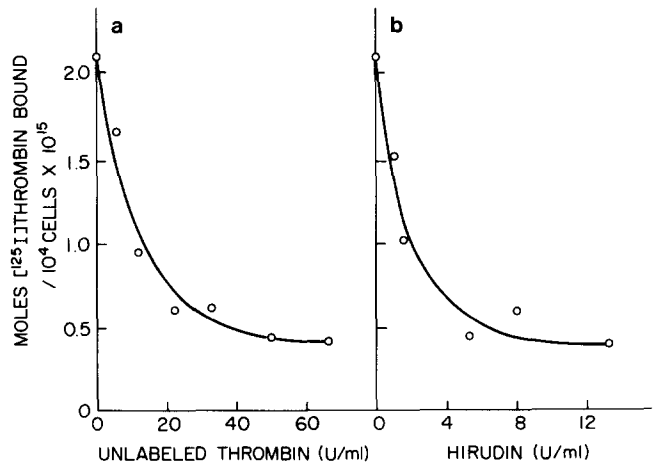 a
b
MOLES [¹²⁵I]THROMBIN BOUND
/ 10⁴ CELLS X 10¹⁵
2.0
1.5
1.0
0.5
0
0 20 40 60
UNLABELED THROMBIN (U/ml)
0 4 8 12
HIRUDIN (U/ml)